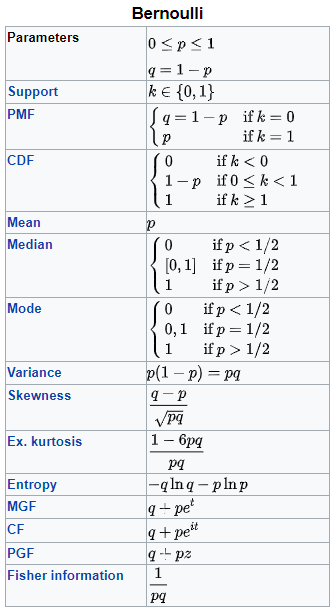 Bernoulli
Parameters 0 ≤ p ≤ 1
q = 1 − p
Support k ∈ {0, 1}
PMF { q = 1 − p if k = 0
p if k = 1
CDF { 0 if k < 0
1 − p if 0 ≤ k < 1
1 if k ≥ 1
Mean p
Median { 0 if p < 1/2
[0, 1] if p = 1/2
1 if p > 1/2
Mode { 0 if p < 1/2
0, 1 if p = 1/2
1 if p > 1/2
Variance p(1 − p) = pq
Skewness q − p
√pq
Ex. kurtosis 1 − 6pq
pq
Entropy −q ln q − p ln p
MGF q + pe^t
CF q + pe^{it}
PGF q + pz
Fisher information 1
pq